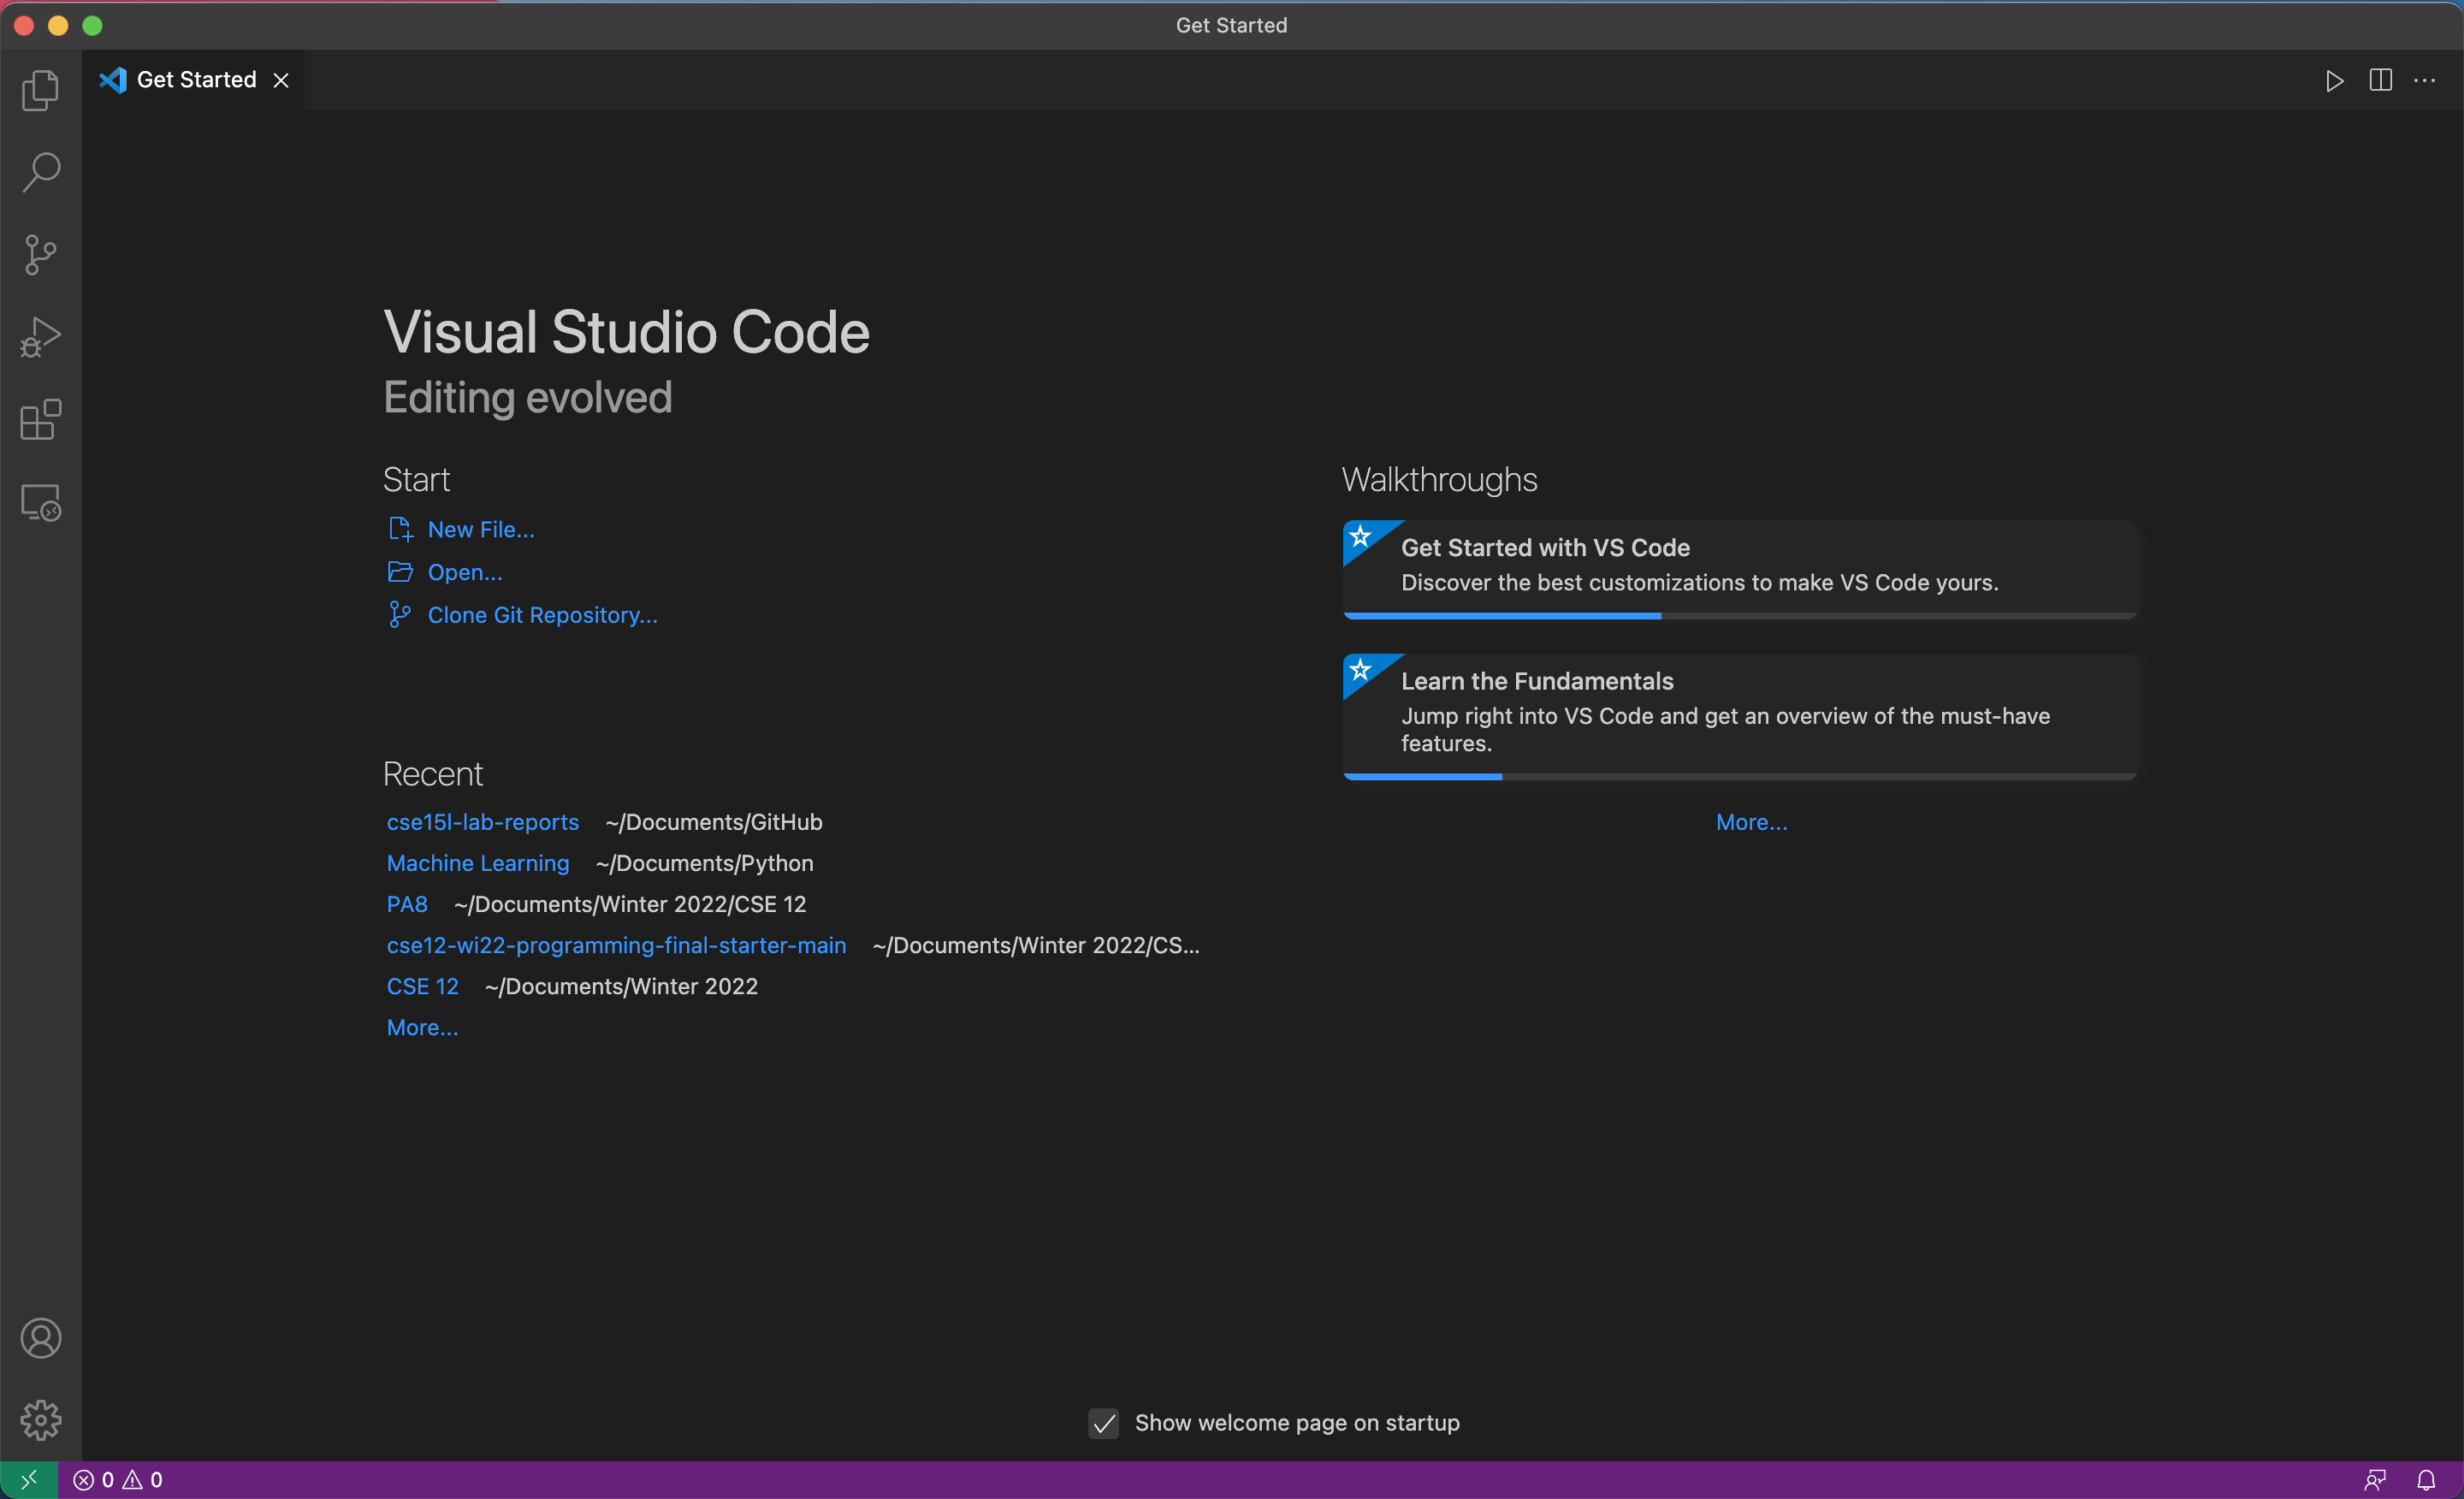 Get Started
Get Started
Visual Studio Code
Editing evolved
Start
New File...
Open...
Clone Git Repository...
Recent
cse15l-lab-reports ~/Documents/GitHub
Machine Learning ~/Documents/Python
PA8 ~/Documents/Winter 2022/CSE 12
cse12-wi22-programming-final-starter-main ~/Documents/Winter 2022/CS...
CSE 12 ~/Documents/Winter 2022
More...
Walkthroughs
Get Started with VS Code
Discover the best customizations to make VS Code yours.
Learn the Fundamentals
Jump right into VS Code and get an overview of the must-have
features.
More...
Show welcome page on startup
0 0